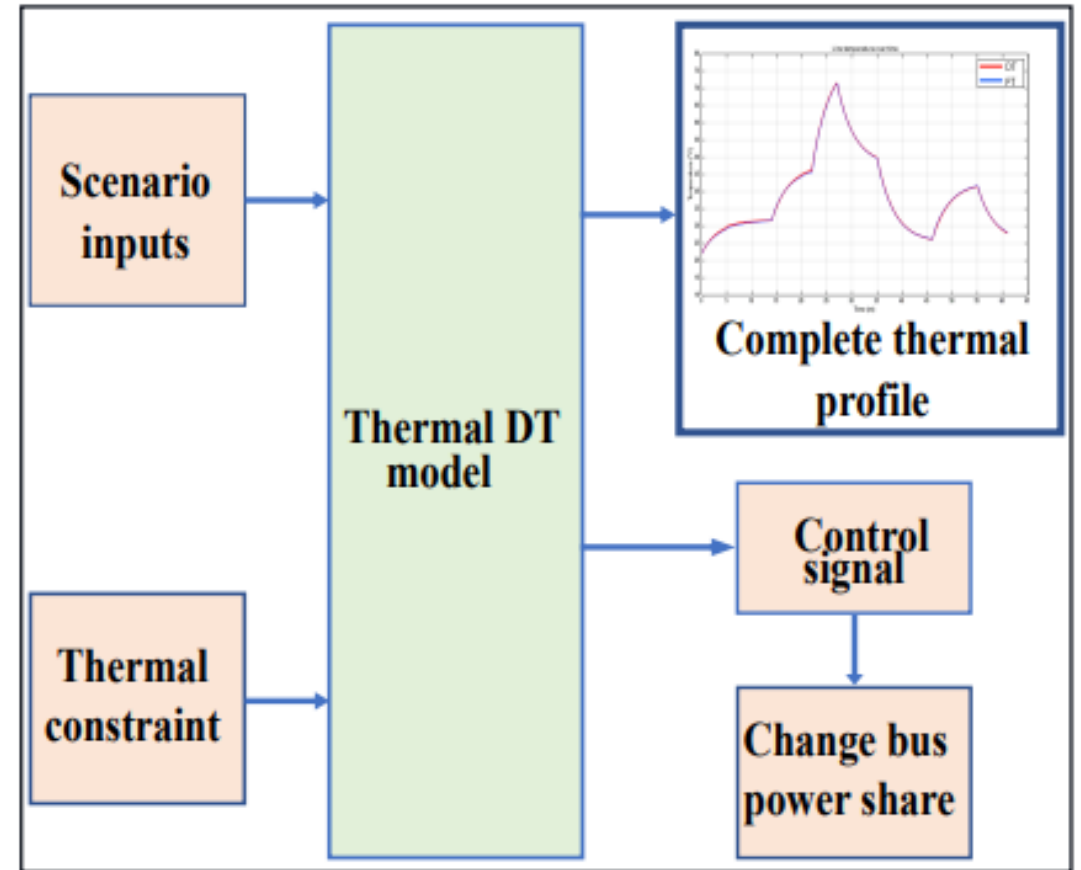 Scenario
inputs
Thermal
constraint
Thermal DT
model
DT
PT
Complete thermal
profile
Control
signal
Change bus
power share